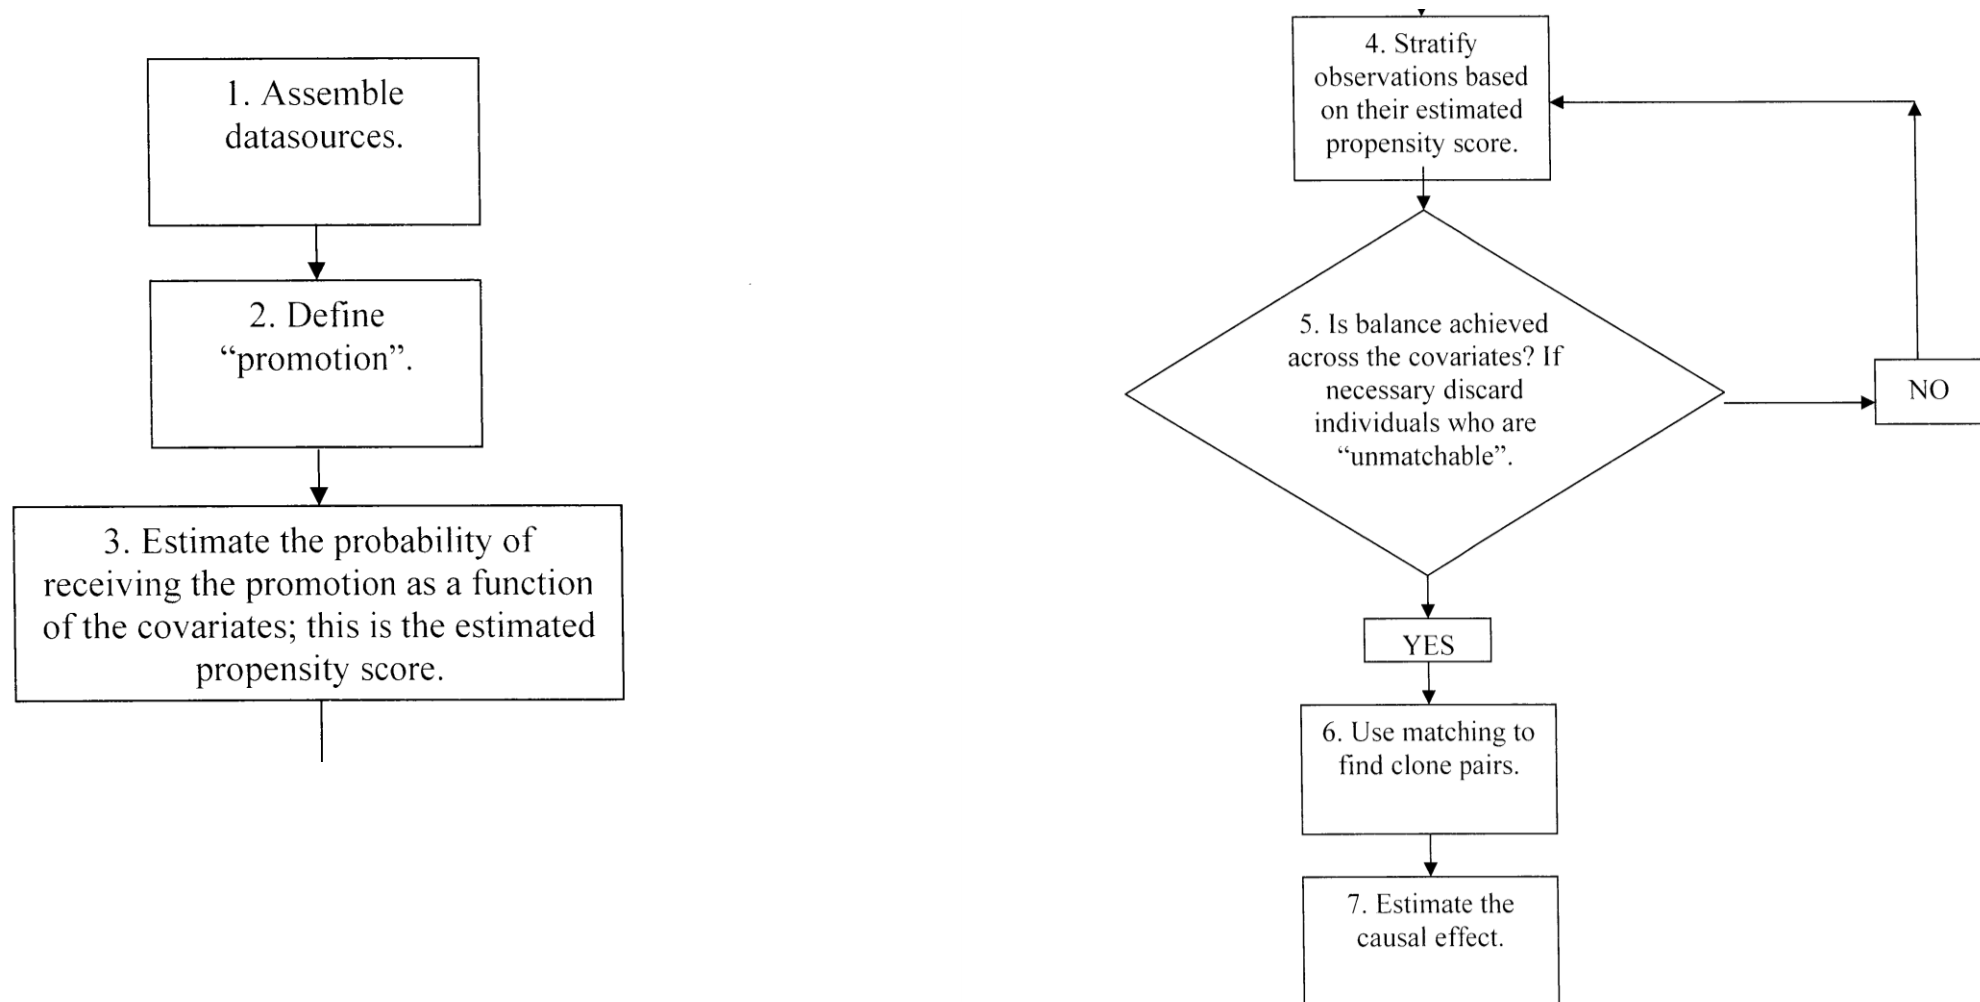 1. Assemble
datasources.
2. Define
“promotion”.
3. Estimate the probability of
receiving the promotion as a function
of the covariates; this is the estimated
propensity score.
4. Stratify
observations based
on their estimated
propensity score.
5. Is balance achieved
across the covariates? If
necessary discard
individuals who are
“unmatchable”.
NO
YES
6. Use matching to
find clone pairs.
7. Estimate the
causal effect.